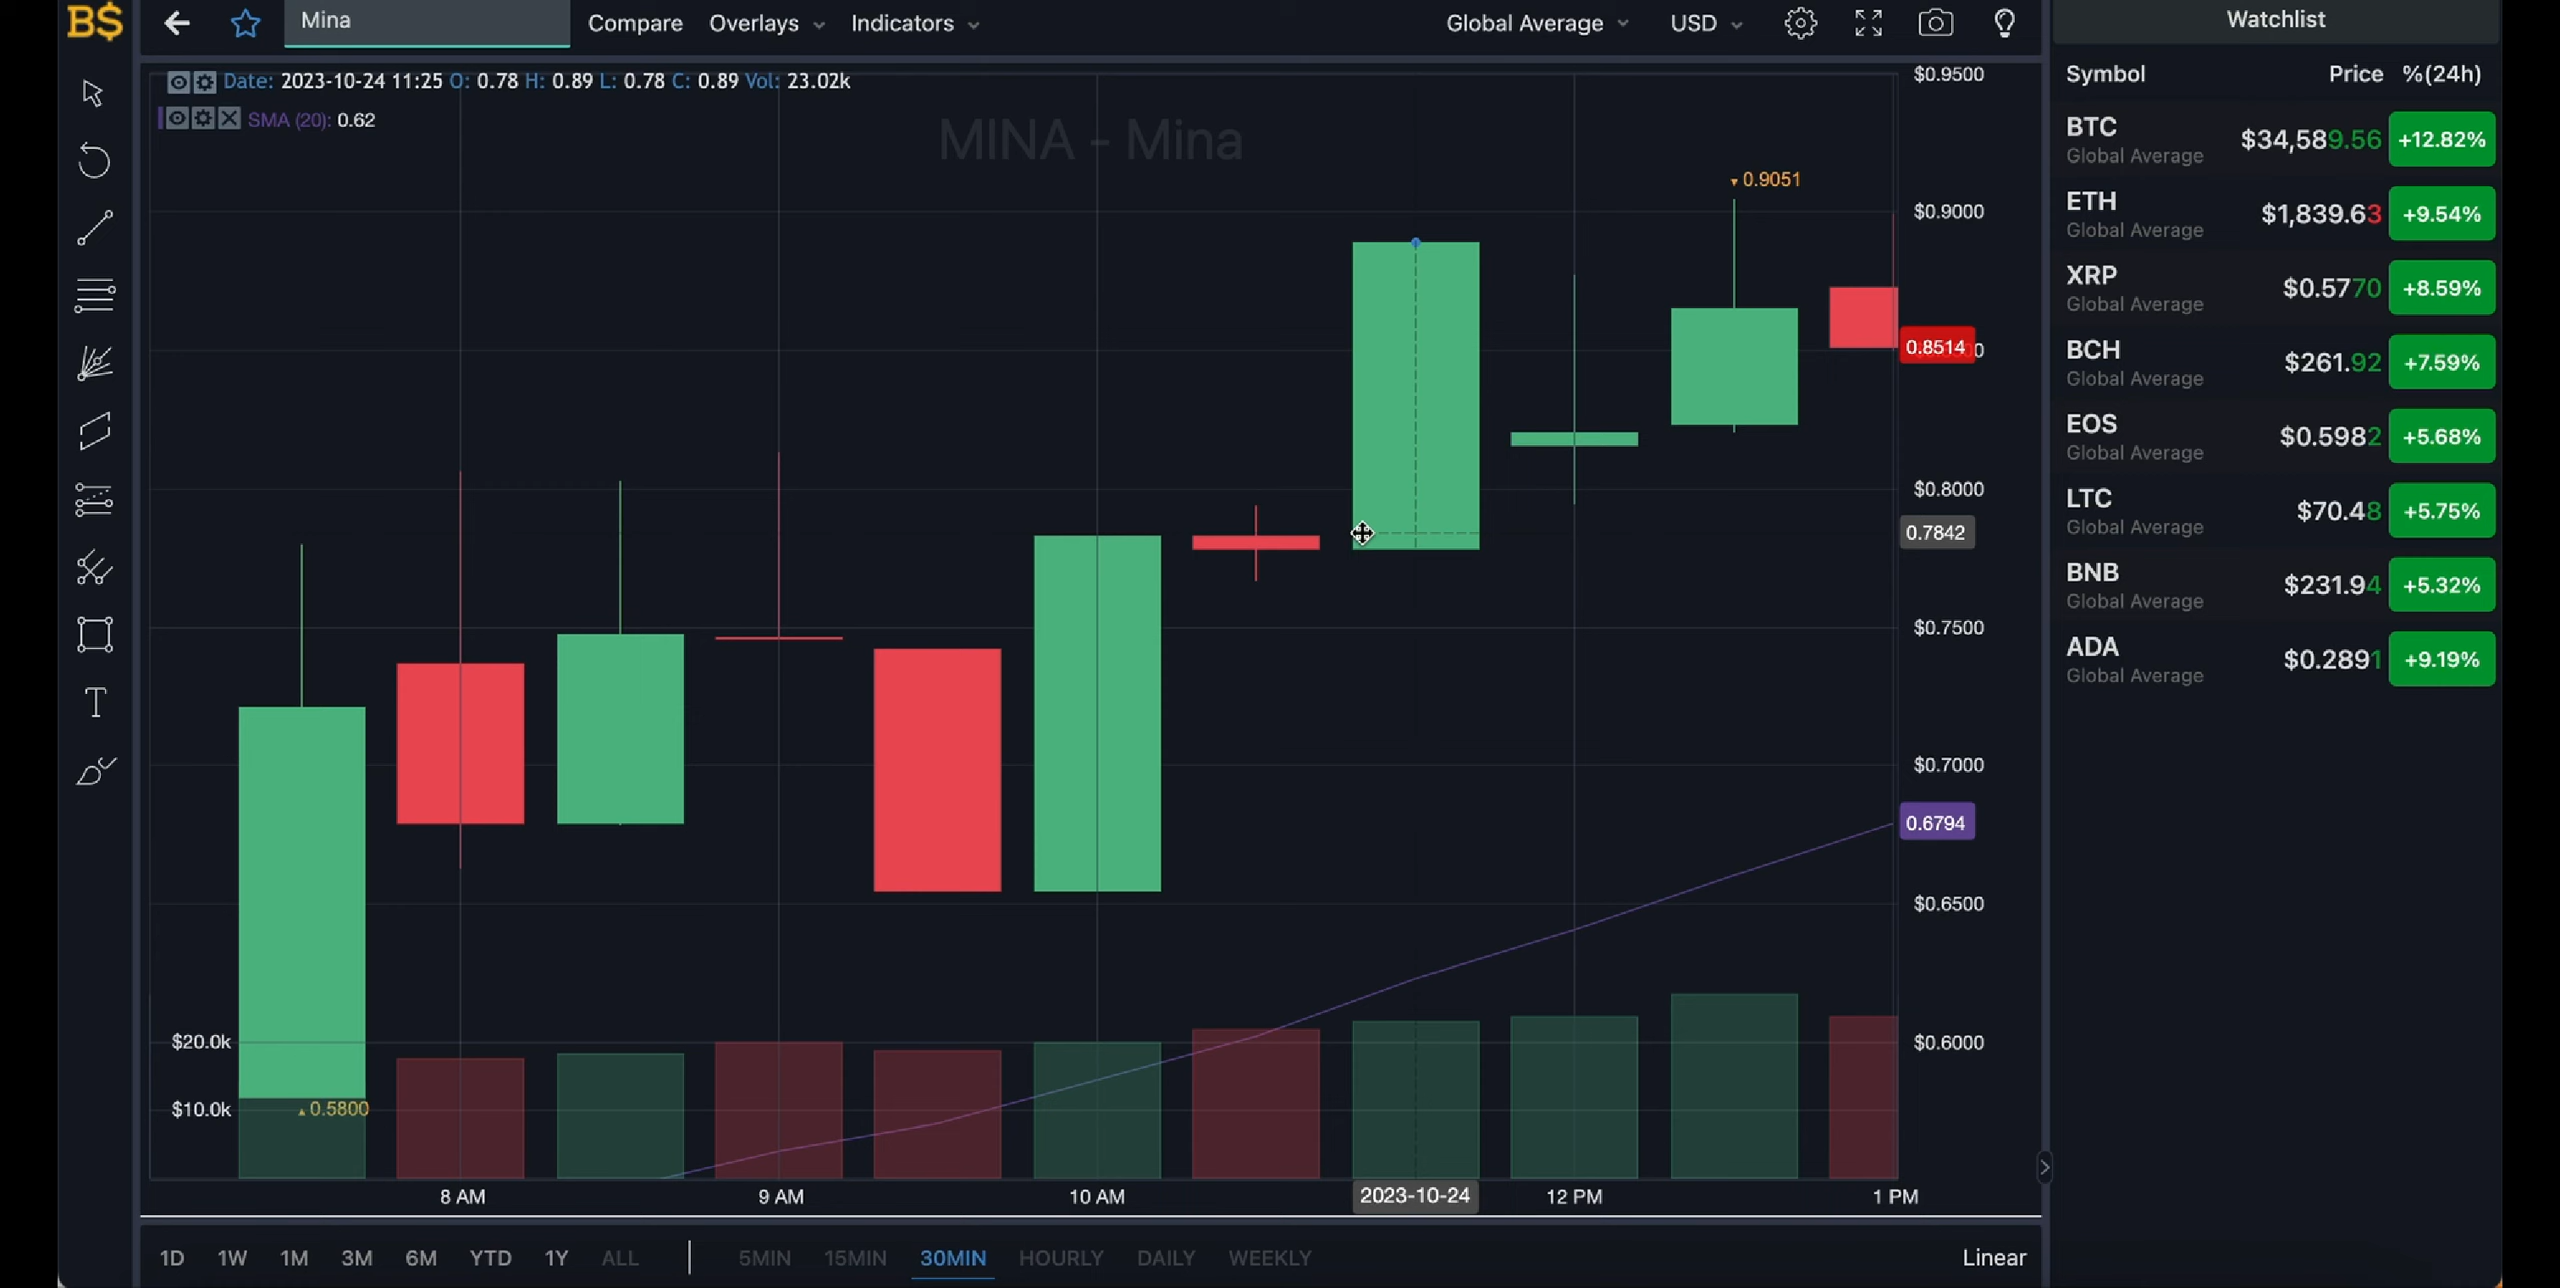 B$
Mina
Compare
Overlays
Indicators
Global Average
USD
Watchlist
Date: 2023-10-24 11:25 O: 0.78 H: 0.89 L: 0.78 C: 0.89 Vol: 23.02k
SMA (20): 0.62
MINA - Mina
0.9051
0.5800
$20.0k
$10.0k
$0.9500
$0.9000
0.8514
$0.8000
0.7842
$0.7500
$0.7000
0.6794
$0.6500
$0.6000
8 AM
9 AM
10 AM
2023-10-24
12 PM
1 PM
1D 1W 1M 3M 6M YTD 1Y ALL
5MIN 15MIN 30MIN HOURLY DAILY WEEKLY
Linear
Symbol Price %(24h)
BTC $34,589.56 +12.82%
Global Average
ETH $1,839.63 +9.54%
Global Average
XRP $0.5770 +8.59%
Global Average
BCH $261.92 +7.59%
Global Average
EOS $0.5982 +5.68%
Global Average
LTC $70.48 +5.75%
Global Average
BNB $231.94 +5.32%
Global Average
ADA $0.2891 +9.19%
Global Average